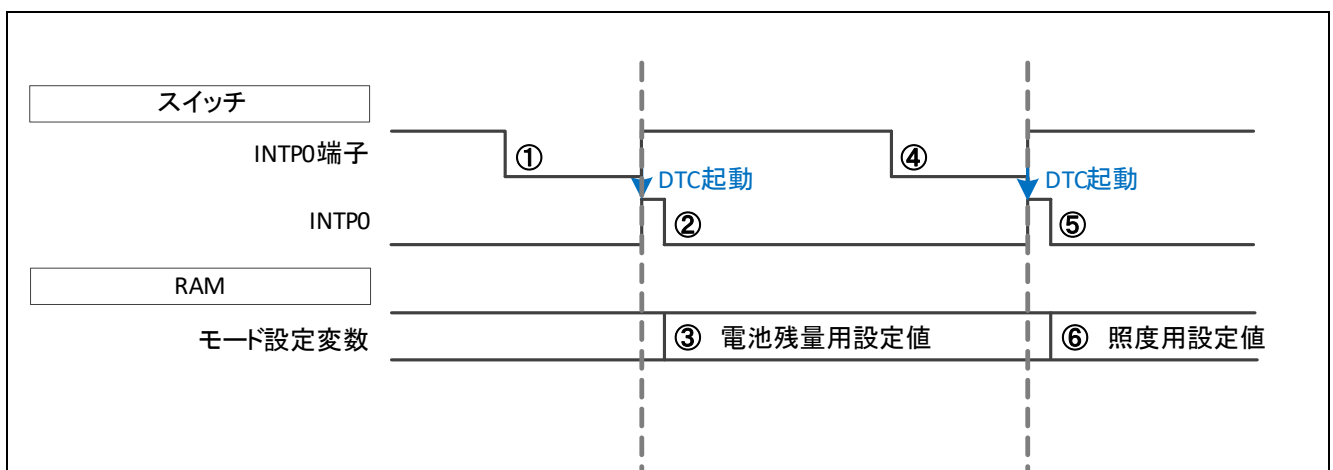 スイッチ
INTP0端子
①
④
DTC起動
DTC起動
INTP0
②
⑤
RAM
モード設定変数
③ 電池残量用設定値
⑥ 照度用設定値